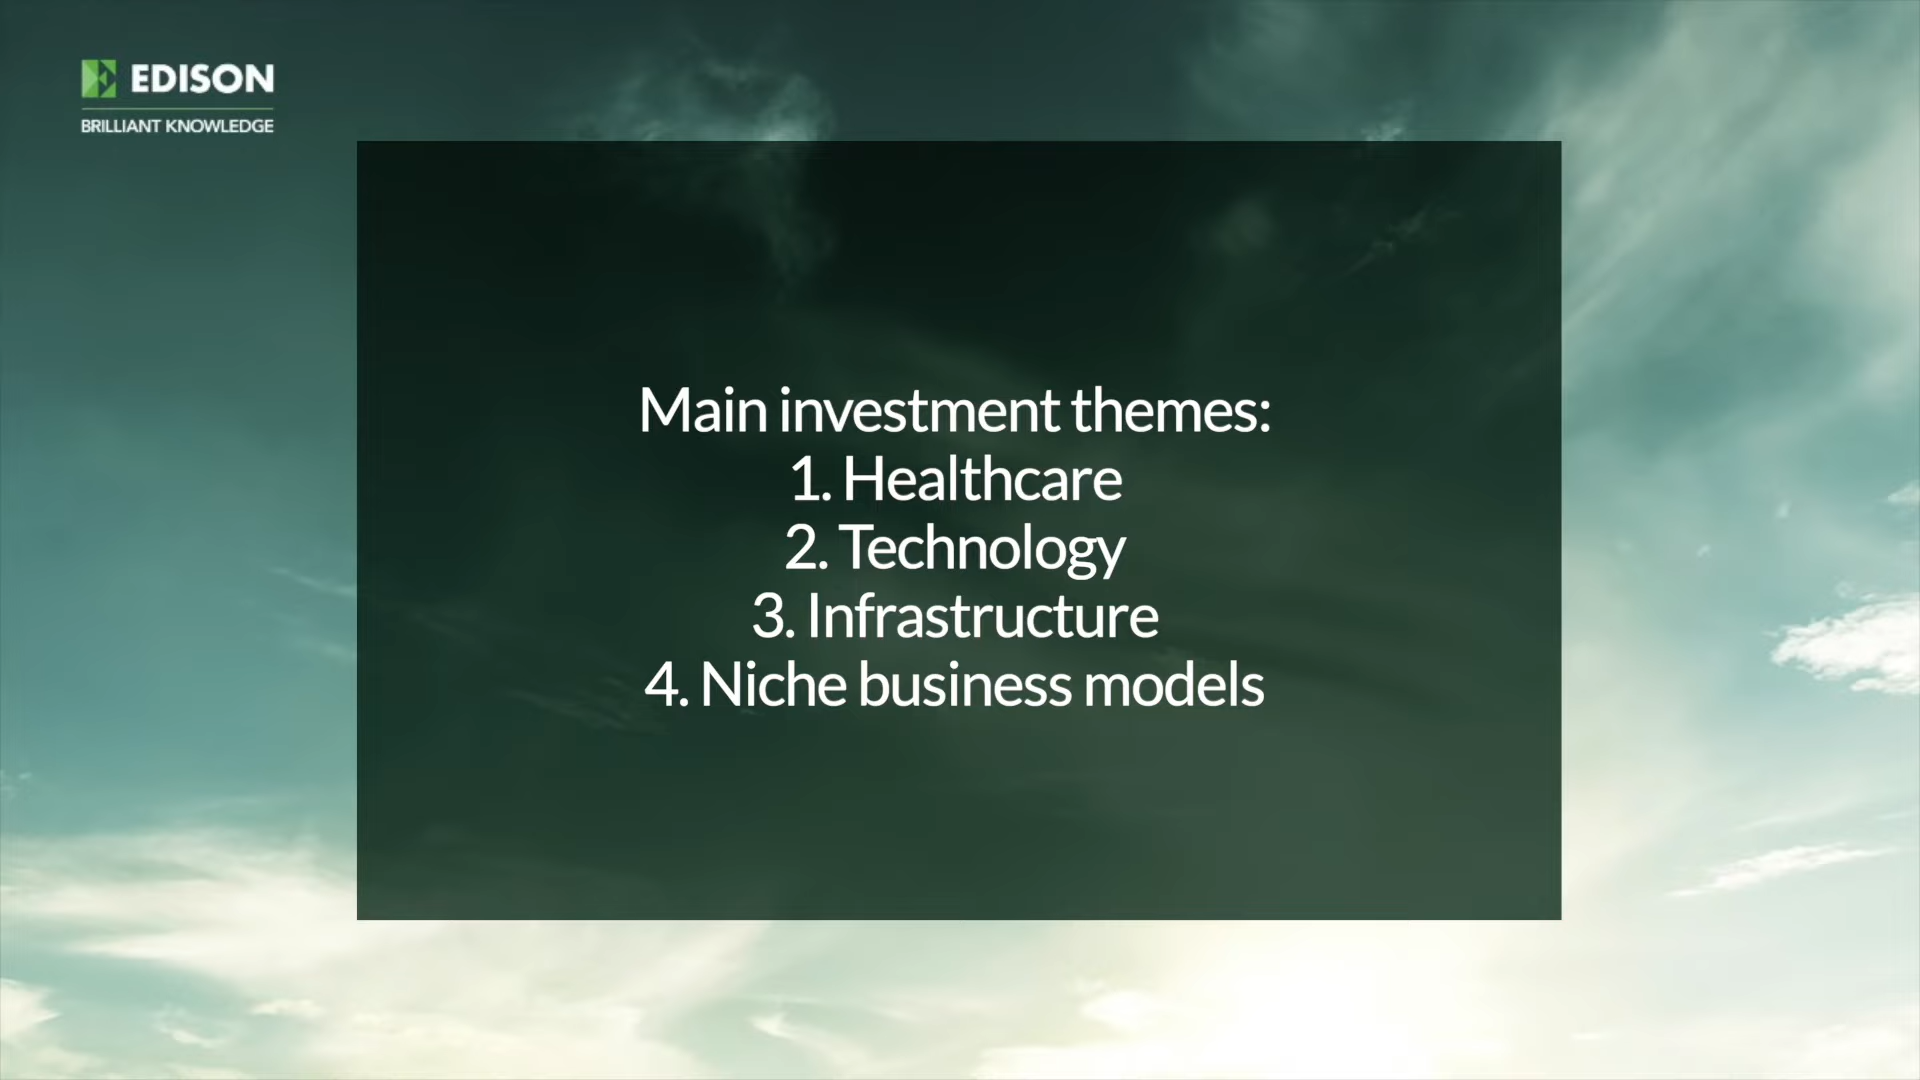 EDISON
BRILLIANT KNOWLEDGE
Main investment themes:
1. Healthcare
2. Technology
3. Infrastructure
4. Niche business models